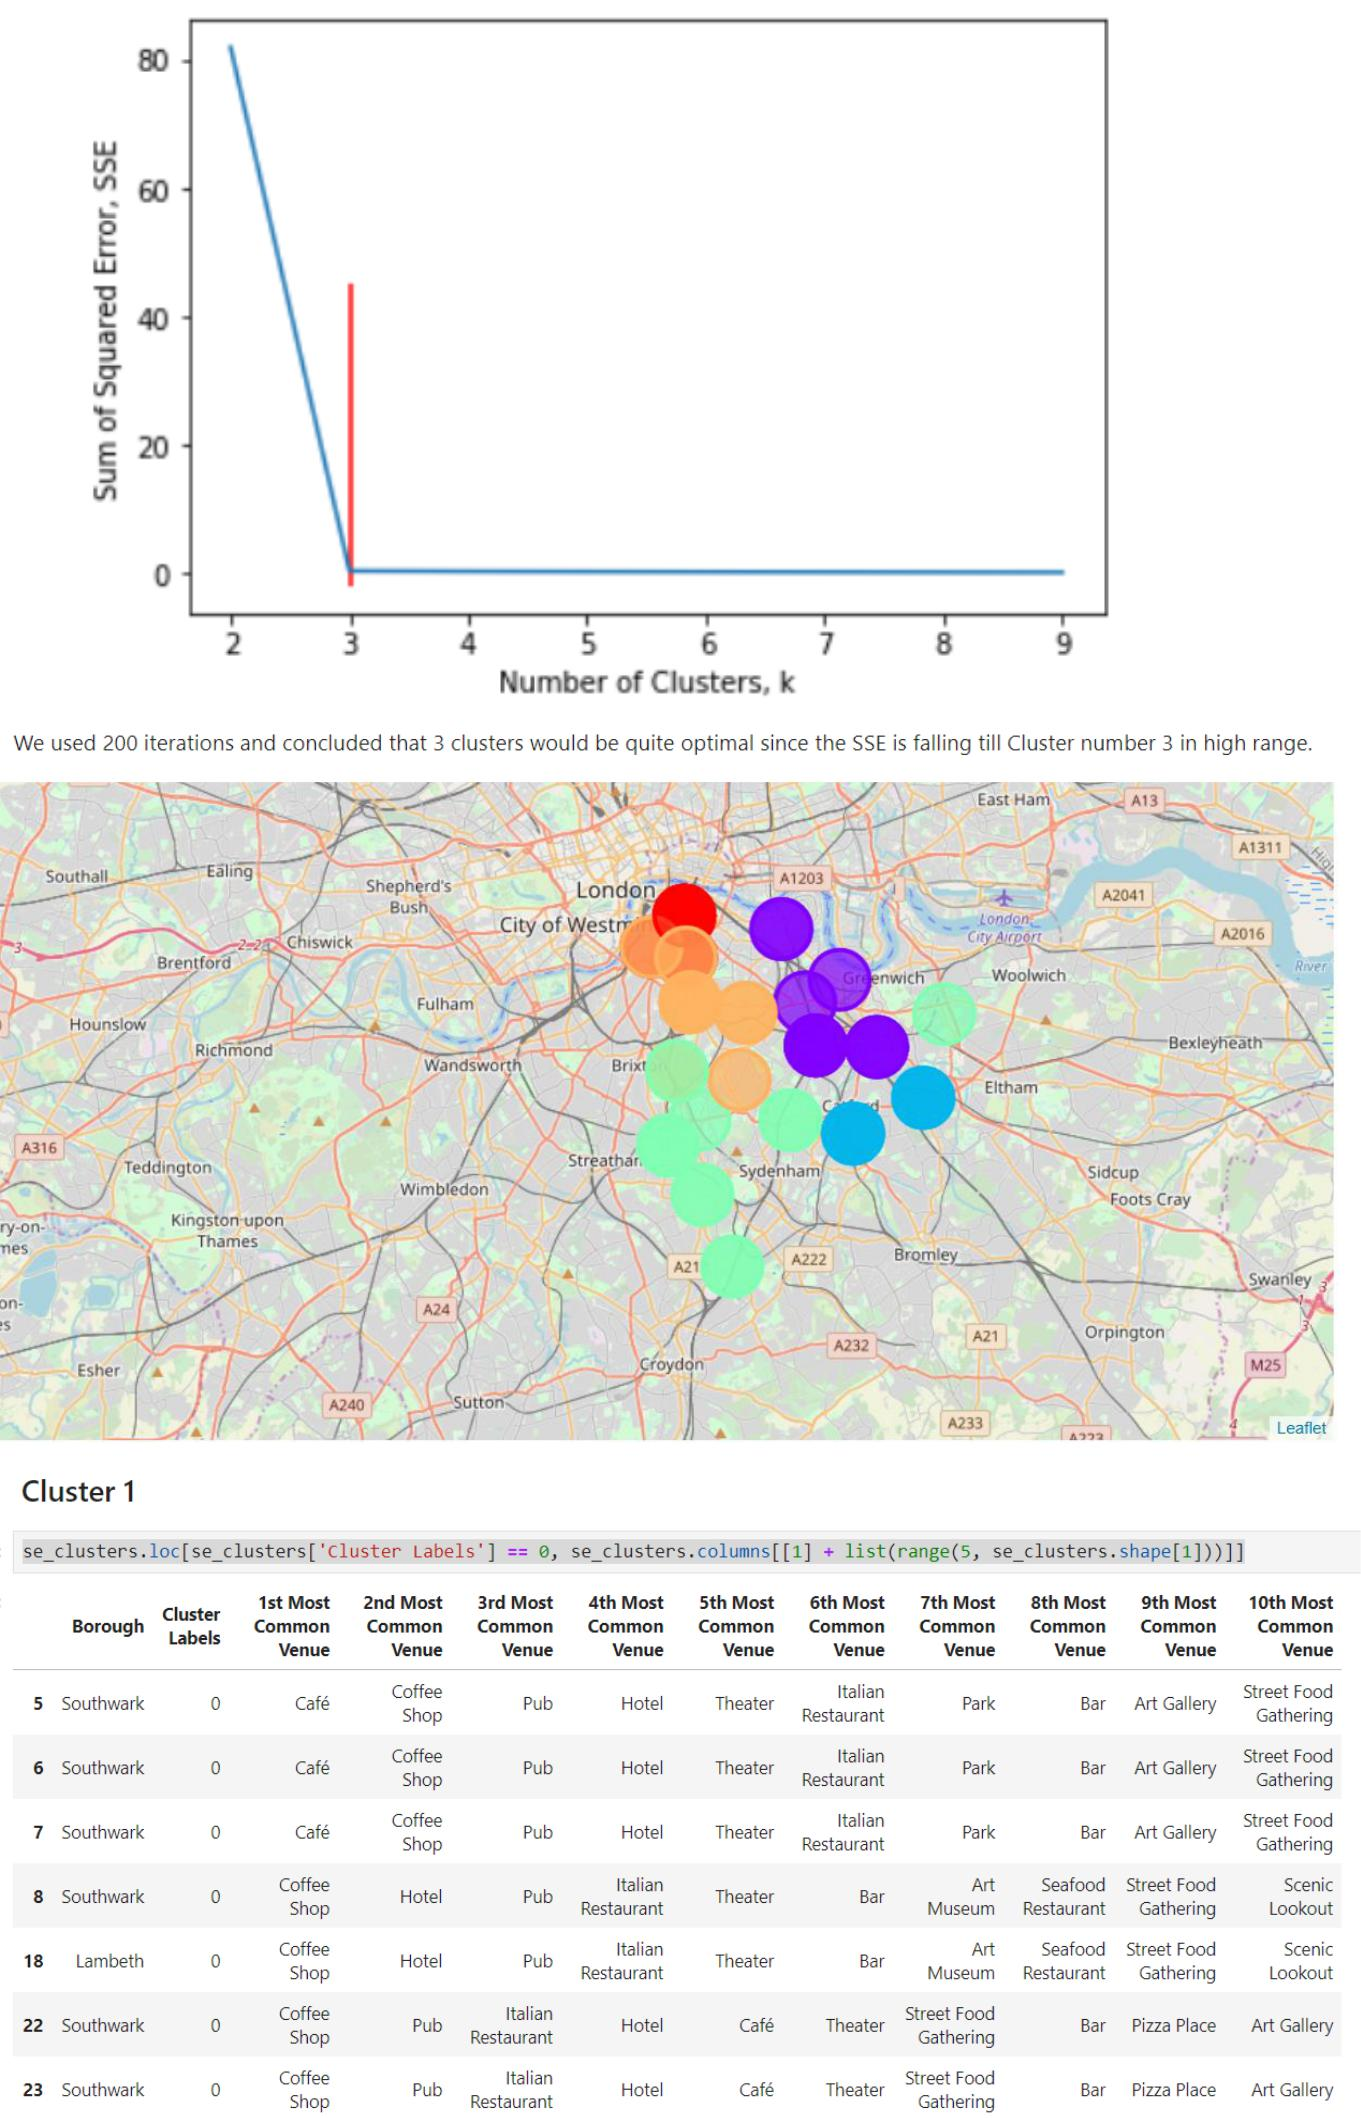 80
60
40
20
0
Sum of Squared Error, SSE
2 3 4 5 6 7 8 9
Number of Clusters, k
We used 200 iterations and concluded that 3 clusters would be quite optimal since the SSE is falling till Cluster number 3 in high range.
East Ham
A13
A1311
Southall
Ealing
Shepherd's
Bush
London
A1203
A2041
City of Westm
London
City Airport
A2016
3
2-2
Chiswick
Brentford
Greenwich
Woolwich
River
Fulham
Hounslow
Richmond
Wandsworth
Brixt
Bexleyheath
Eltham
A316
Teddington
Streathar
Sydenham
Sidcup
Wimbledon
Foots Cray
Kingston upon
Thames
ry-on-
mes
A21
A222
Bromley
Swanley
3
1
3
on-
es
A24
A232
A21
Orpington
Esher
Croydon
M25
A240
Sutton
A233
4
A223
Leaflet
Cluster 1
se_clusters.loc[se_clusters['Cluster Labels'] == 0, se_clusters.columns[[1] + list(range(5, se_clusters.shape[1]))]]
Borough Cluster Labels 1st Most Common Venue 2nd Most Common Venue 3rd Most Common Venue 4th Most Common Venue 5th Most Common Venue 6th Most Common Venue 7th Most Common Venue 8th Most Common Venue 9th Most Common Venue 10th Most Common Venue
5 Southwark 0 Café Coffee Shop Pub Hotel Theater Italian Restaurant Park Bar Art Gallery Street Food Gathering
6 Southwark 0 Café Coffee Shop Pub Hotel Theater Italian Restaurant Park Bar Art Gallery Street Food Gathering
7 Southwark 0 Café Coffee Shop Pub Hotel Theater Italian Restaurant Park Bar Art Gallery Street Food Gathering
8 Southwark 0 Coffee Shop Hotel Pub Italian Restaurant Theater Bar Art Museum Seafood Restaurant Street Food Gathering Scenic Lookout
18 Lambeth 0 Coffee Shop Hotel Pub Italian Restaurant Theater Bar Art Museum Seafood Restaurant Street Food Gathering Scenic Lookout
22 Southwark 0 Coffee Shop Pub Italian Restaurant Hotel Café Theater Street Food Gathering Bar Pizza Place Art Gallery
23 Southwark 0 Coffee Shop Pub Italian Restaurant Hotel Café Theater Street Food Gathering Bar Pizza Place Art Gallery